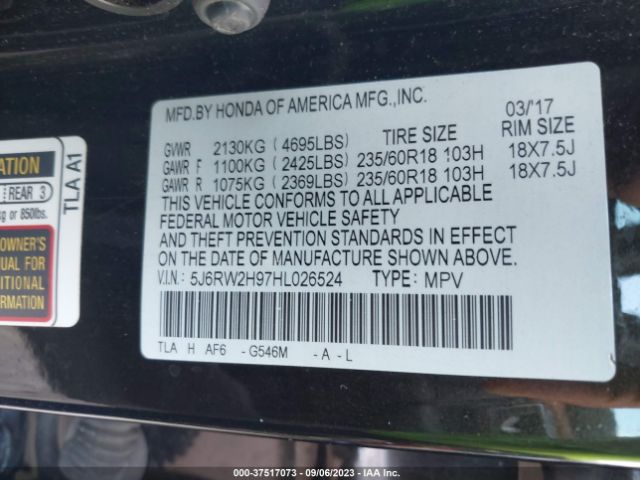 MFD.BY HONDA OF AMERICA MFG.,INC.
03/'17
GVWR 2130KG (4695LBS) TIRE SIZE RIM SIZE
GAWR F 1100KG (2425LBS) 235/60R18 103H 18X7.5J
GAWR R 1075KG (2369LBS) 235/60R18 103H 18X7.5J
THIS VEHICLE CONFORMS TO ALL APPLICABLE
FEDERAL MOTOR VEHICLE SAFETY
AND THEFT PREVENTION STANDARDS IN EFFECT
ON THE DATE OF MANUFACTURE SHOWN ABOVE.
V.I.N.: 5J6RW2H97HL026524 TYPE: MPV
TLA H AF6 -G546M -A-L
REAR 3
or 850lbs.
OWNER'S
FOR
TLA A1
000-37517073 - 09/06/2023 - IAA Inc.